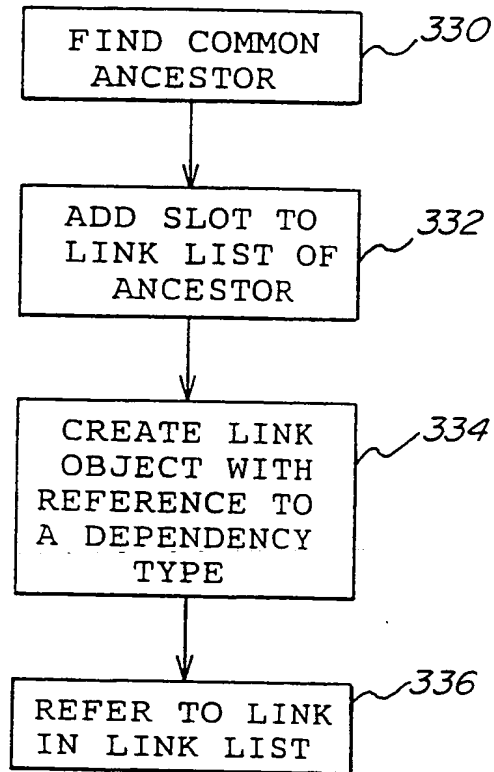 FIND COMMON
ANCESTOR
330
ADD SLOT TO
LINK LIST OF
ANCESTOR
332
CREATE LINK
OBJECT WITH
REFERENCE TO
A DEPENDENCY
TYPE
334
REFER TO LINK
IN LINK LIST
336